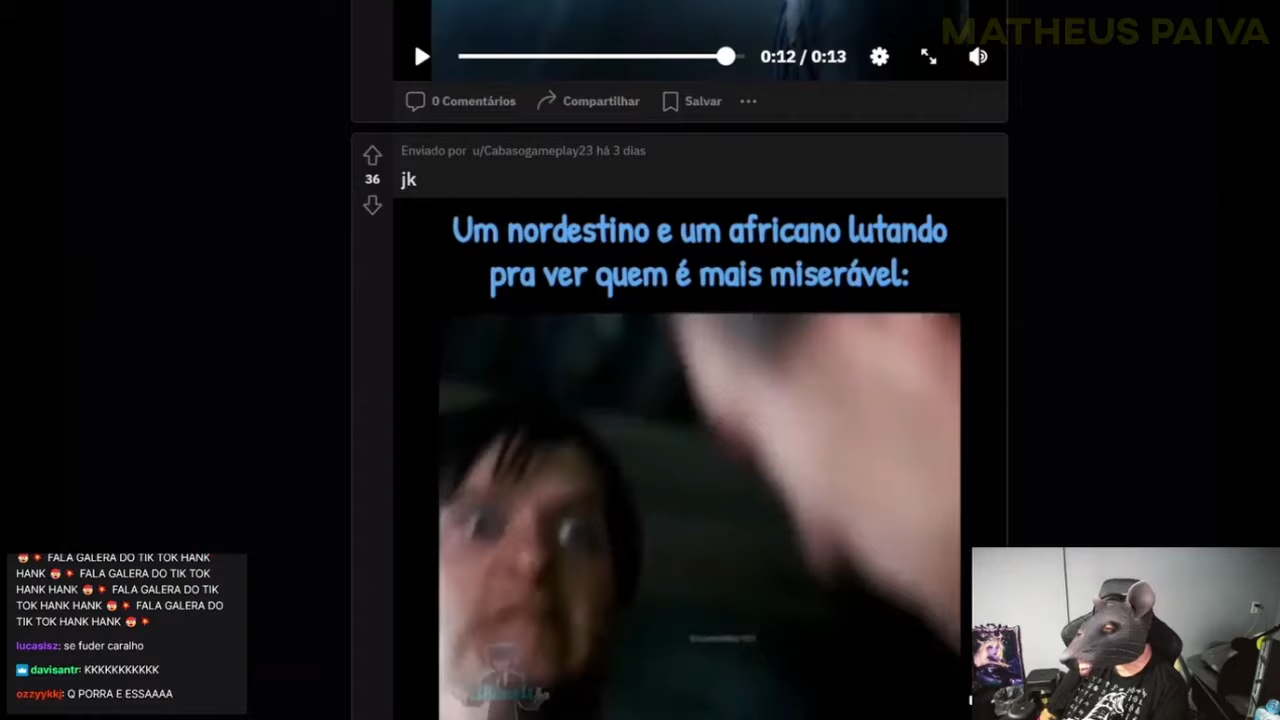 MATHEUS PAIVA
0:12 / 0:13
0 Comentários
Compartilhar
Salvar
Enviado por u/Cabasogameplay23 há 3 dias
36
jk
Um nordestino e um africano lutando
pra ver quem é mais miserável:
FALA GALERA DO TIK TOK HANK
HANK FALA GALERA DO TIK TOK
HANK HANK FALA GALERA DO TIK
TOK HANK HANK FALA GALERA DO
TIK TOK HANK HANK
lucaslsz: se fuder caralho
davisantr: KKKKKKKKKKK
ozzyykkj: Q PORRA E ESSAAAA